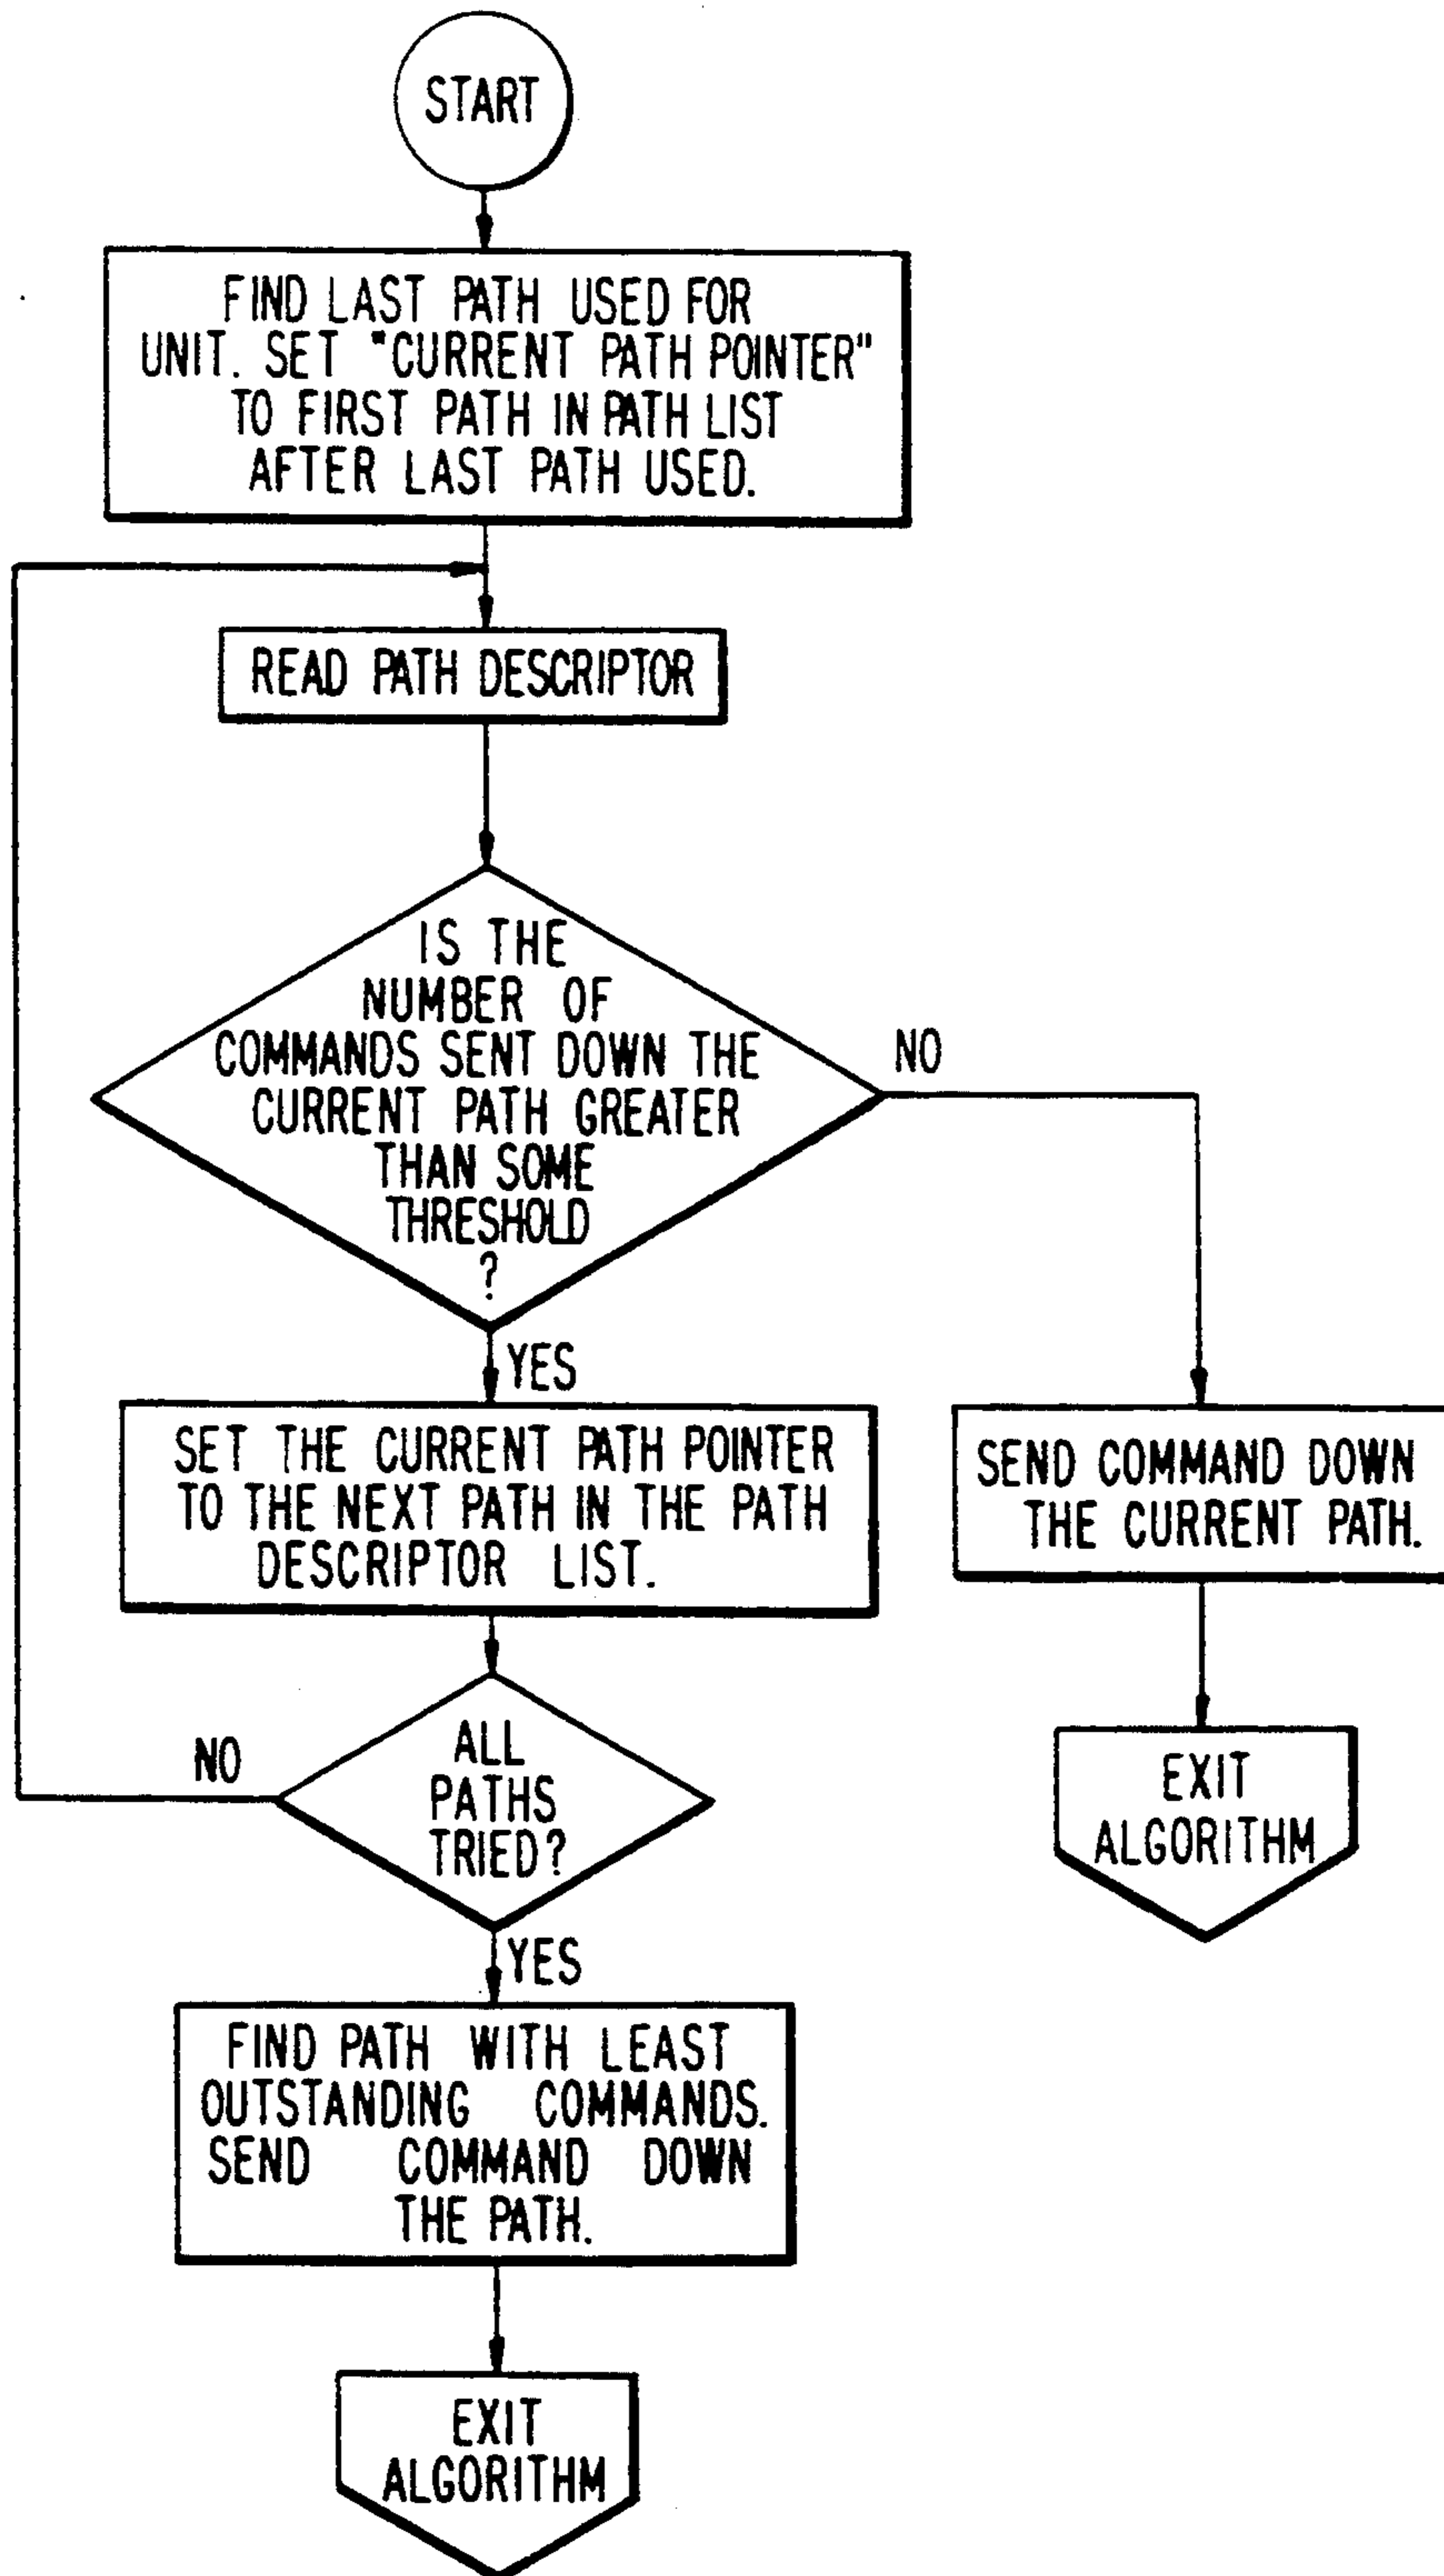 START
FIND LAST PATH USED FOR
UNIT. SET "CURRENT PATH POINTER"
TO FIRST PATH IN PATH LIST
AFTER LAST PATH USED.
READ PATH DESCRIPTOR
IS THE
NUMBER OF
COMMANDS SENT DOWN THE
CURRENT PATH GREATER
THAN SOME
THRESHOLD
?
NO
YES
SET THE CURRENT PATH POINTER
TO THE NEXT PATH IN THE PATH
DESCRIPTOR LIST.
SEND COMMAND DOWN
THE CURRENT PATH.
EXIT
ALGORITHM
ALL
PATHS
TRIED?
NO
YES
FIND PATH WITH LEAST
OUTSTANDING COMMANDS.
SEND COMMAND DOWN
THE PATH.
EXIT
ALGORITHM